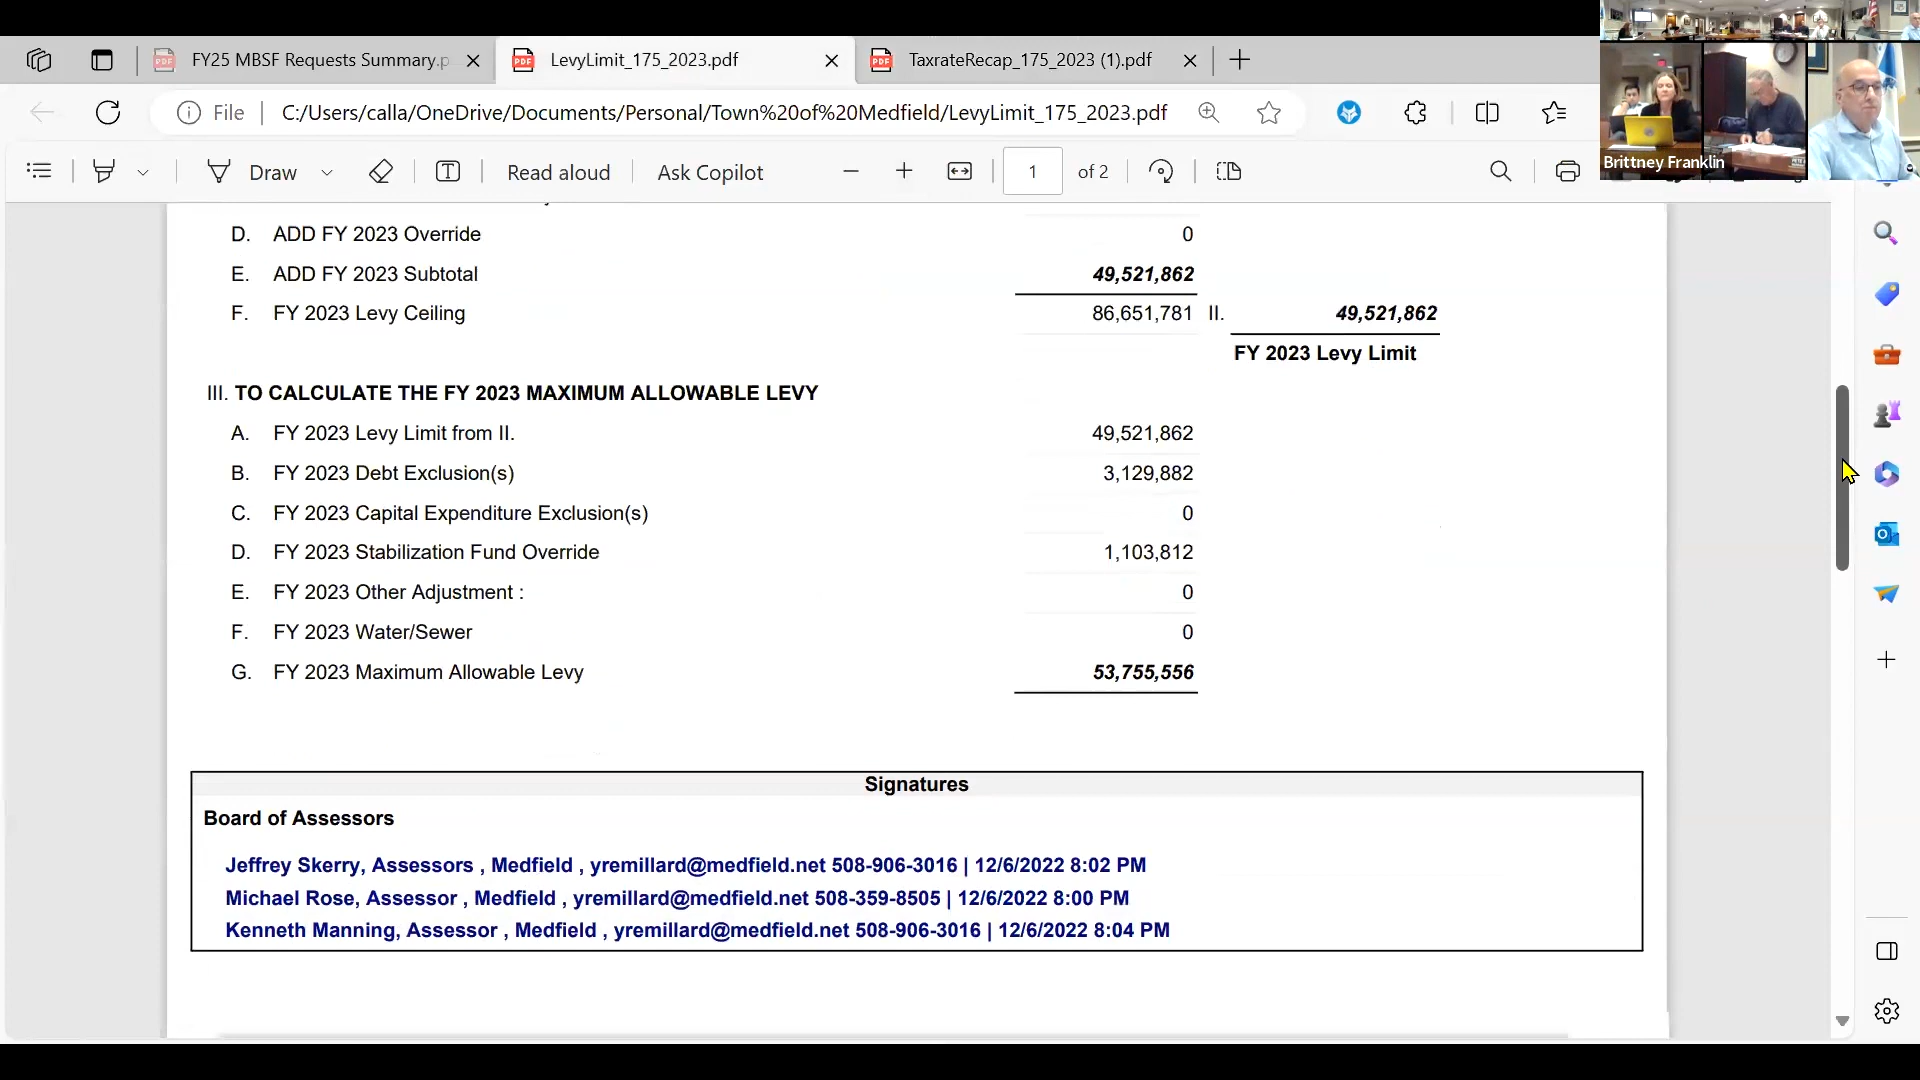 FY25 MBSF Requests Summary.p
LevyLimit_175_2023.pdf
TaxrateRecap_175_2023 (1).pdf
File
C:/Users/calla/OneDrive/Documents/Personal/Town%20of%20Medfield/LevyLimit_175_2023.pdf
Draw
Read aloud
Ask Copilot
1 of 2
Brittney Franklin
D. ADD FY 2023 Override 0
E. ADD FY 2023 Subtotal 49,521,862
F. FY 2023 Levy Ceiling 86,651,781 II. 49,521,862
FY 2023 Levy Limit
III. TO CALCULATE THE FY 2023 MAXIMUM ALLOWABLE LEVY
A. FY 2023 Levy Limit from II. 49,521,862
B. FY 2023 Debt Exclusion(s) 3,129,882
C. FY 2023 Capital Expenditure Exclusion(s) 0
D. FY 2023 Stabilization Fund Override 1,103,812
E. FY 2023 Other Adjustment : 0
F. FY 2023 Water/Sewer 0
G. FY 2023 Maximum Allowable Levy 53,755,556
Signatures
Board of Assessors
Jeffrey Skerry, Assessors , Medfield , yremillard@medfield.net 508-906-3016 | 12/6/2022 8:02 PM
Michael Rose, Assessor , Medfield , yremillard@medfield.net 508-359-8505 | 12/6/2022 8:00 PM
Kenneth Manning, Assessor , Medfield , yremillard@medfield.net 508-906-3016 | 12/6/2022 8:04 PM